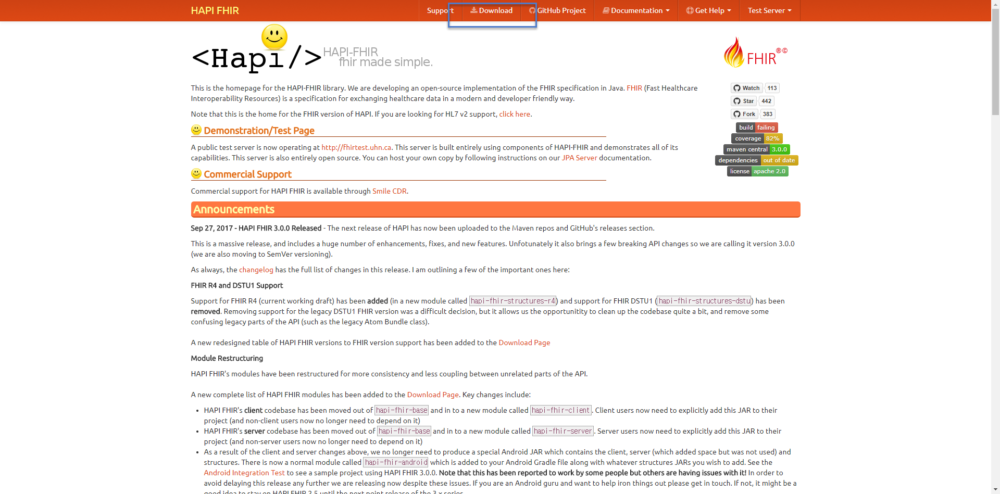 HAPI FHIR Support Download GitHub Project Documentation Get Help Test Server
<Hapi/> HAPI-FHIR
fhir made simple.
FHIR®©
This is the homepage for the HAPI-FHIR library. We are developing an open-source implementation of the FHIR specification in Java. FHIR (Fast Healthcare
Interoperability Resources) is a specification for exchanging healthcare data in a modern and developer friendly way.
Note that this is the home for the FHIR version of HAPI. If you are looking for HL7 v2 support, click here.
Watch 113
Star 442
Fork 383
build failing
coverage 82%
maven central 3.0.0
dependencies out of date
license apache 2.0
Demonstration/Test Page
A public test server is now operating at http://fhirtest.uhn.ca. This server is built entirely using components of HAPI-FHIR and demonstrates all of its
capabilities. This server is also entirely open source. You can host your own copy by following instructions on our JPA Server documentation.
Commercial Support
Commercial support for HAPI FHIR is available through Smile CDR.
Announcements
Sep 27, 2017 - HAPI FHIR 3.0.0 Released - The next release of HAPI has now been uploaded to the Maven repos and GitHub's releases section.
This is a massive release, and includes a huge number of enhancements, fixes, and new features. Unfotunately it also brings a few breaking API changes so we are calling it version 3.0.0
(we are also moving to SemVer versioning).
As always, the changelog has the full list of changes in this release. I am outlining a few of the important ones here:
FHIR R4 and DSTU1 Support
Support for FHIR R4 (current working draft) has been added (in a new module called hapi-fhir-structures-r4) and support for FHIR DSTU1 (hapi-fhir-structures-dstu) has been
removed. Removing support for the legacy DSTU1 FHIR version was a difficult decision, but it allows us the opportunitity to clean up the codebase quite a bit, and remove some
confusing legacy parts of the API (such as the legacy Atom Bundle class).
A new redesigned table of HAPI FHIR versions to FHIR version support has been added to the Download Page
Module Restructuring
HAPI FHIR's modules have been restructured for more consistency and less coupling between unrelated parts of the API.
A new complete list of HAPI FHIR modules has been added to the Download Page. Key changes include:
• HAPI FHIR's client codebase has been moved out of hapi-fhir-base and in to a new module called hapi-fhir-client. Client users now need to explicitly add this JAR to their
project (and non-client users now no longer need to depend on it)
• HAPI FHIR's server codebase has been moved out of hapi-fhir-base and in to a new module called hapi-fhir-server. Server users now need to explicitly add this JAR to their
project (and non-server users now no longer need to depend on it)
• As a result of the client and server changes above, we no longer need to produce a special Android JAR which contains the client, server (which added space but was not used) and
structures. There is now a normal module called hapi-fhir-android which is added to your Android Gradle file along with whatever structures JARs you wish to add. See the
Android Integration Test to see a sample project using HAPI FHIR 3.0.0. Note that this has been reported to work by some people but others are having issues with it! In order to
avoid delaying this release any further we are releasing now despite these issues. If you are an Android guru and want to help iron things out please get in touch. If not, it might be a
good idea to stay on HAPI FHIR 2.5 until the next point release of the 3.x series.